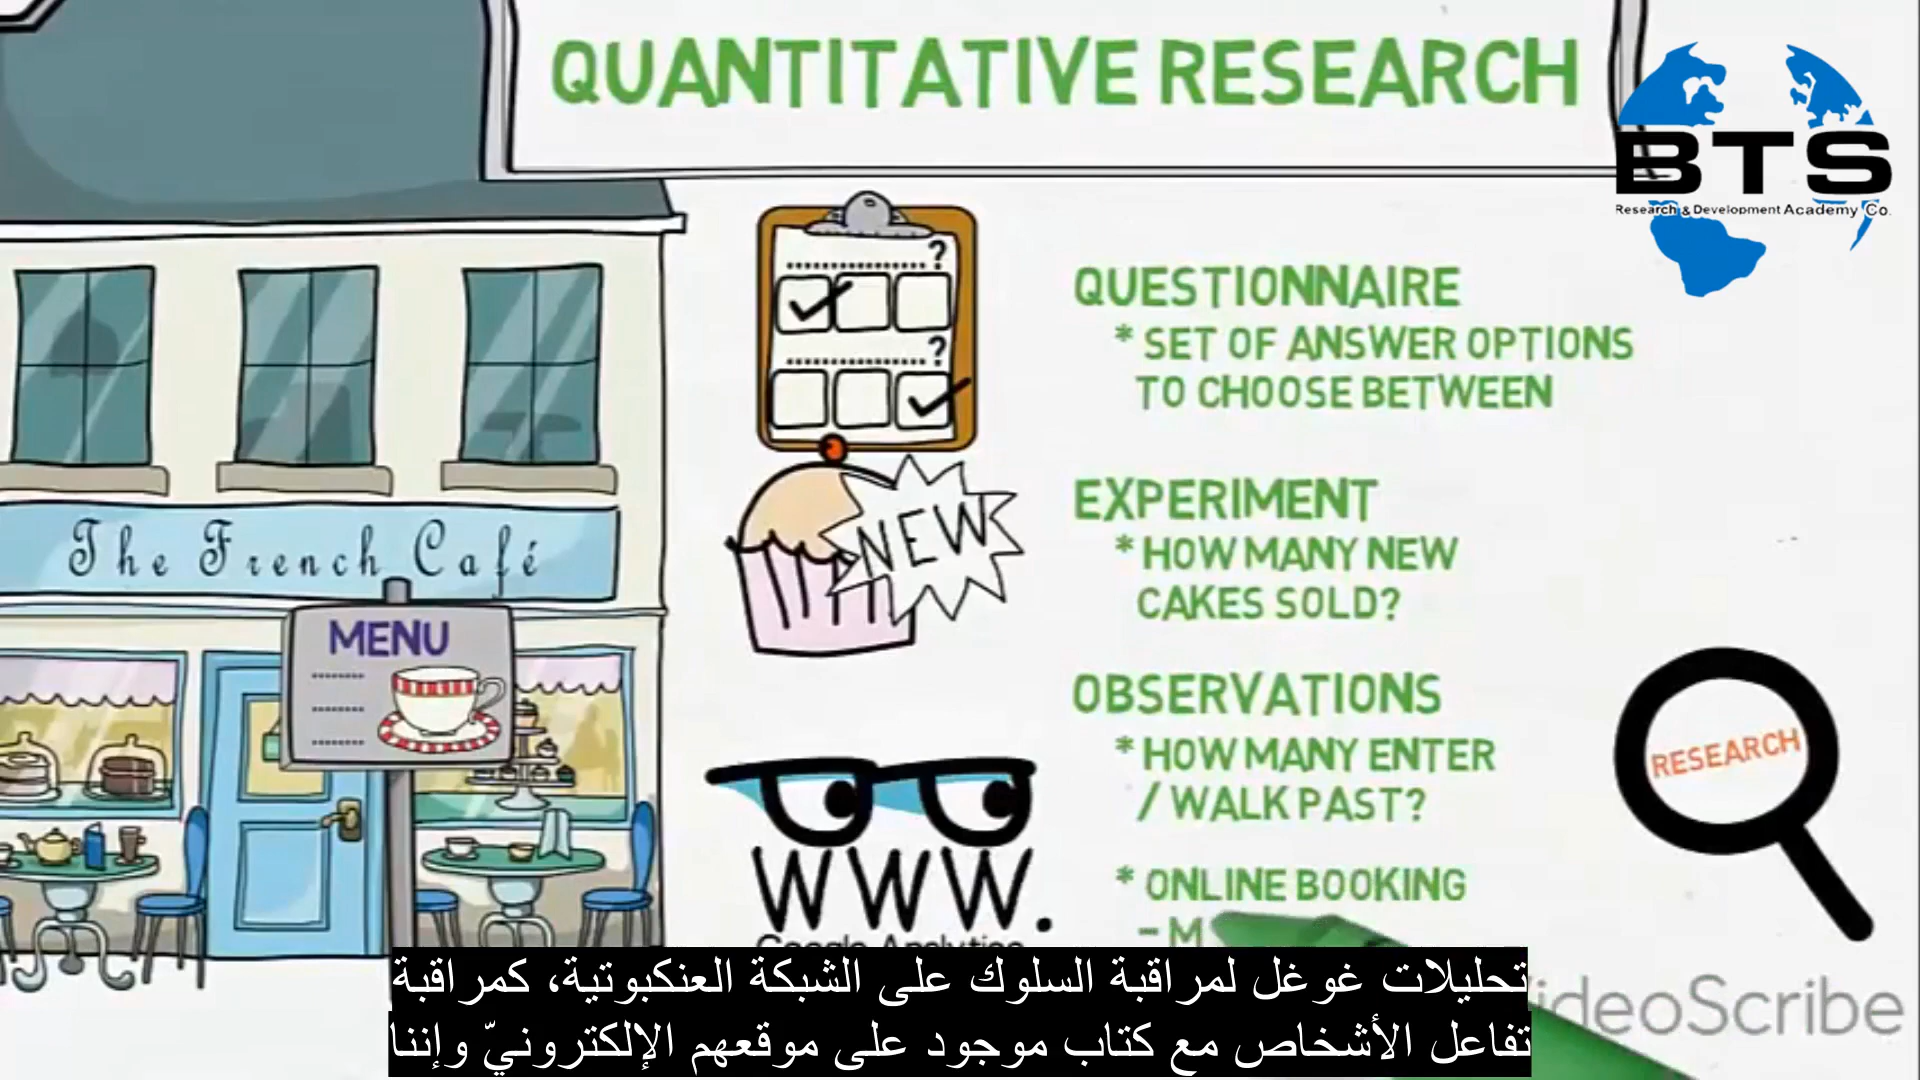 QUANTITATIVE RESEARCH
BTS
Research & Development Academy Co.
?
?
QUESTIONNAIRE
* SET OF ANSWER OPTIONS
TO CHOOSE BETWEEN
NEW
EXPERIMENT
* HOW MANY NEW
CAKES SOLD?
The French Café
MENU
OBSERVATIONS
* HOW MANY ENTER
/ WALK PAST?
RESEARCH
WWW.
* ONLINE BOOKING
- M
Google Analytics
تحليلات غوغل لمراقبة السلوك على الشبكة العنكبوتية، كمراقبة
تفاعل الأشخاص مع كتاب موجود على موقعهم الإلكترونيّ وإننا
ideoScribe